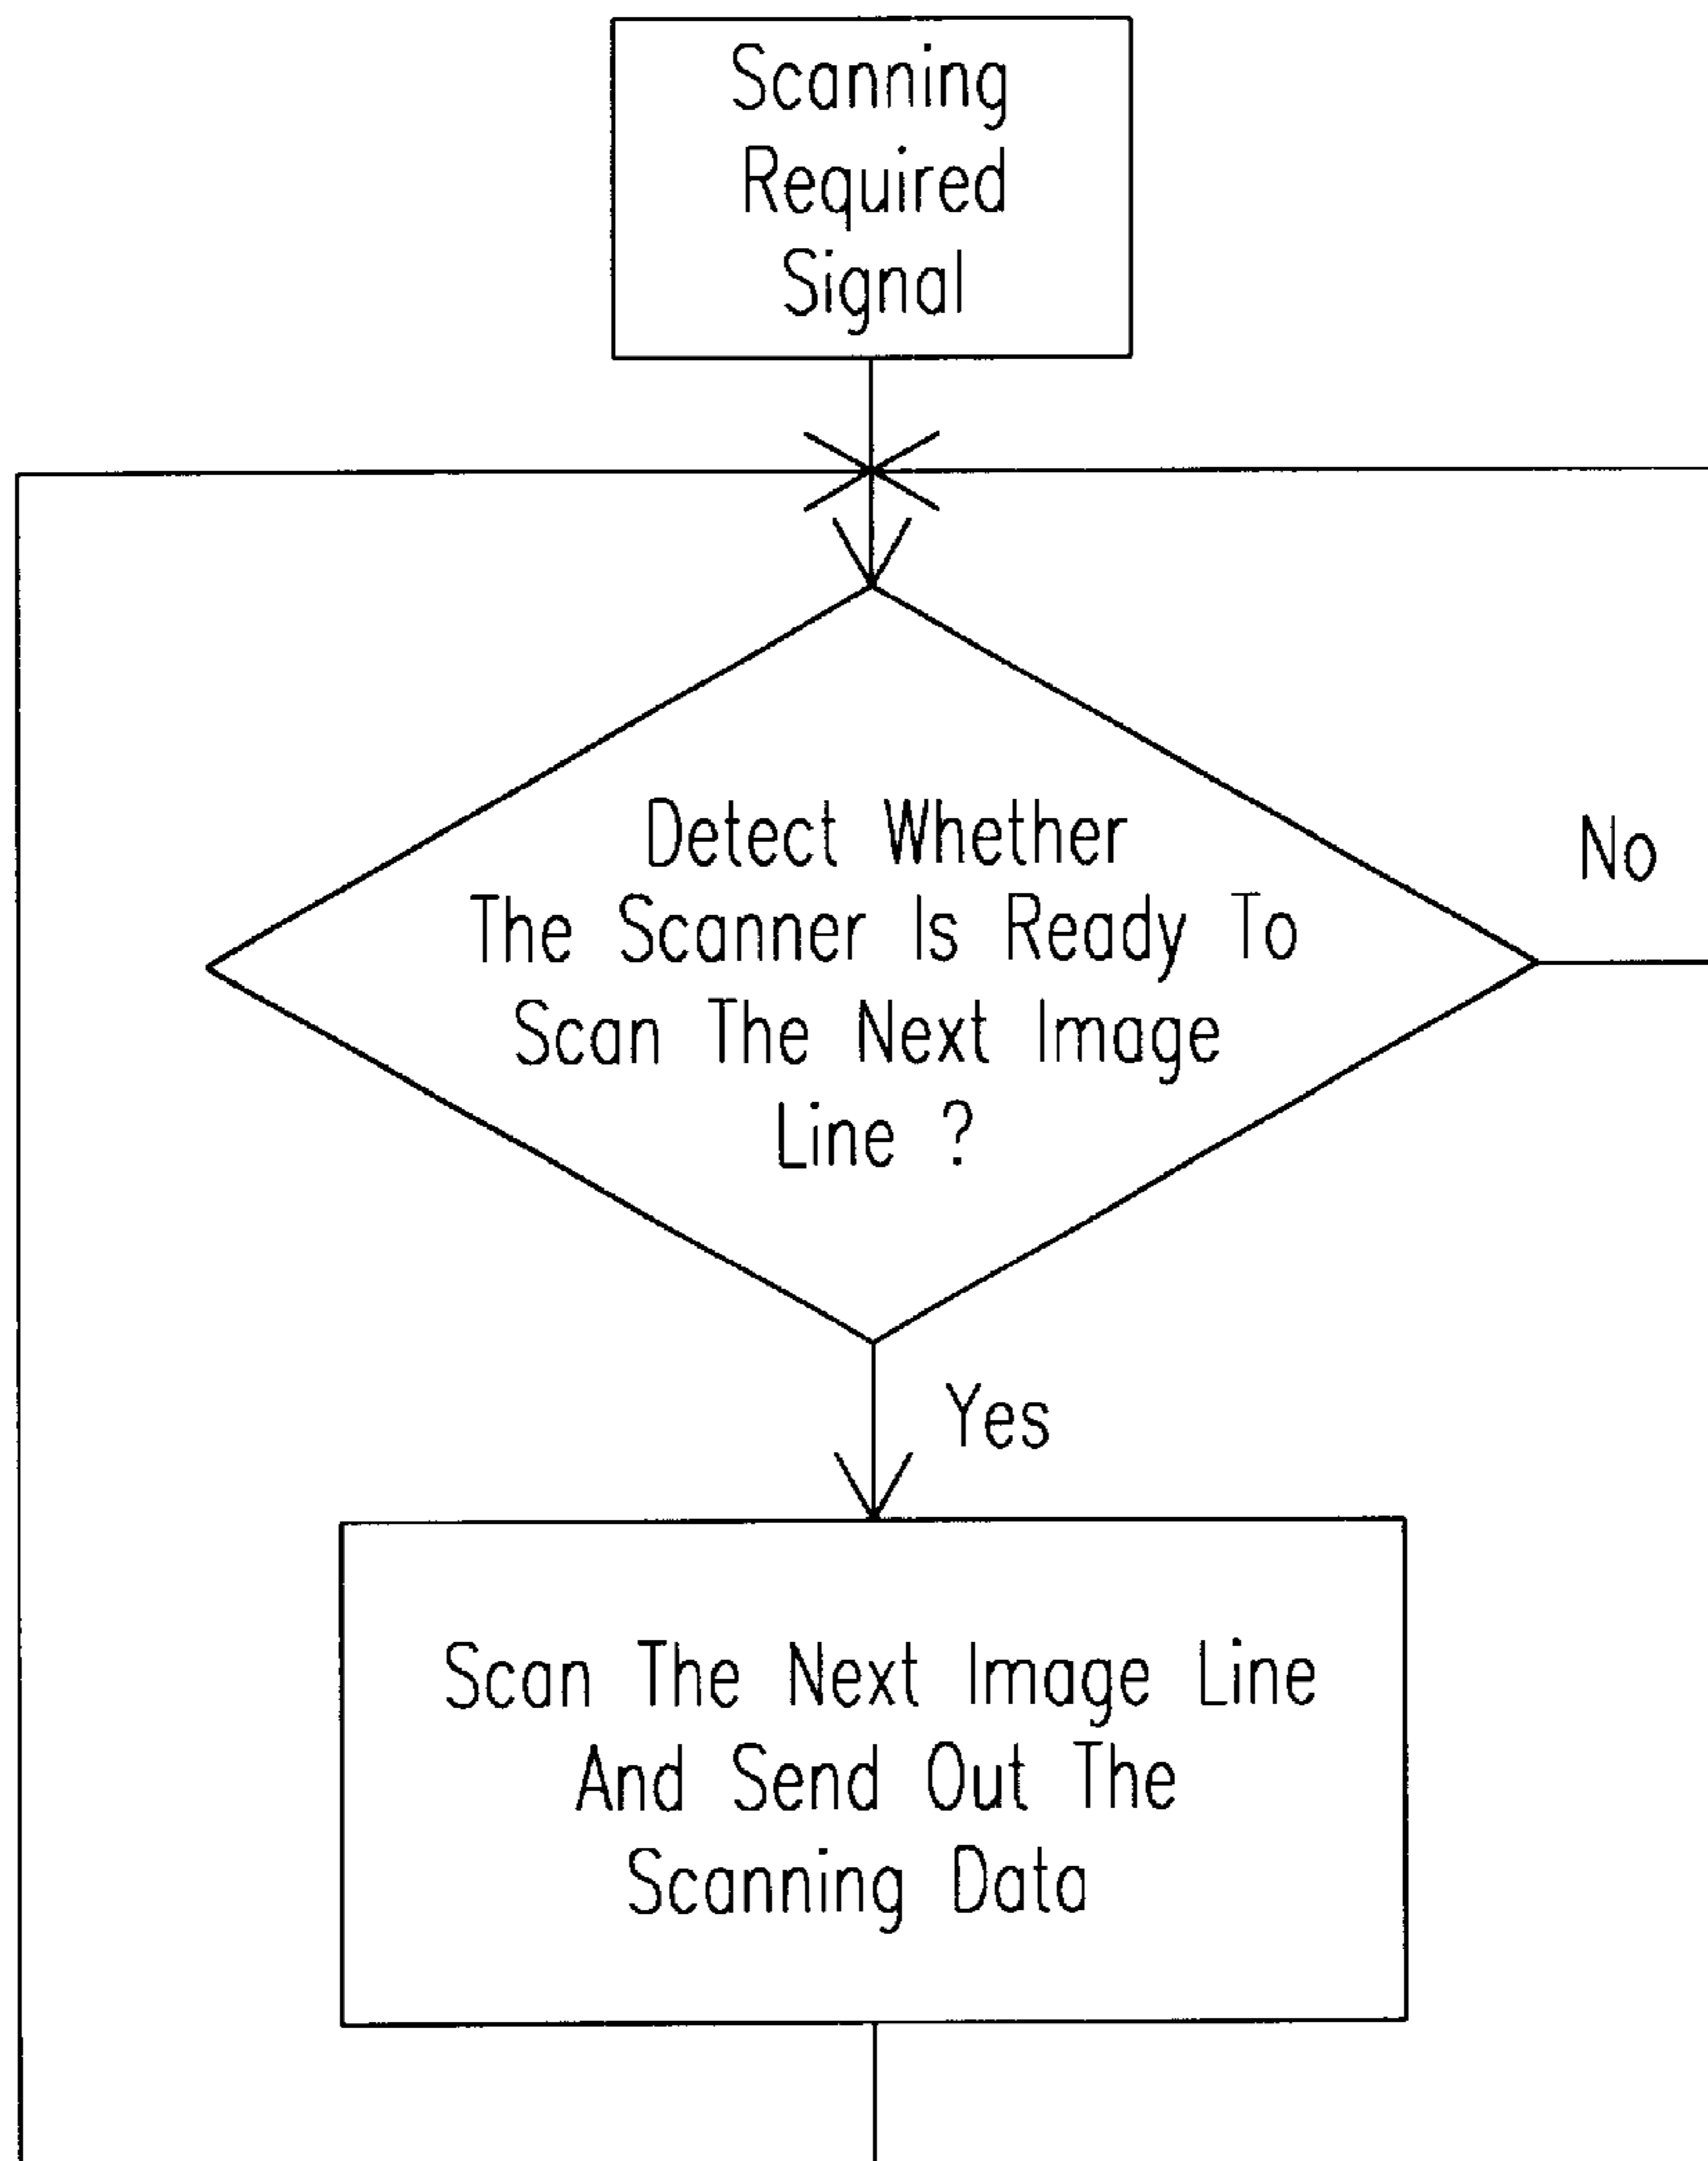 Scanning
Required
Signal
Detect Whether
The Scanner Is Ready To
Scan The Next Image
Line ?
No
Yes
Scan The Next Image Line
And Send Out The
Scanning Data